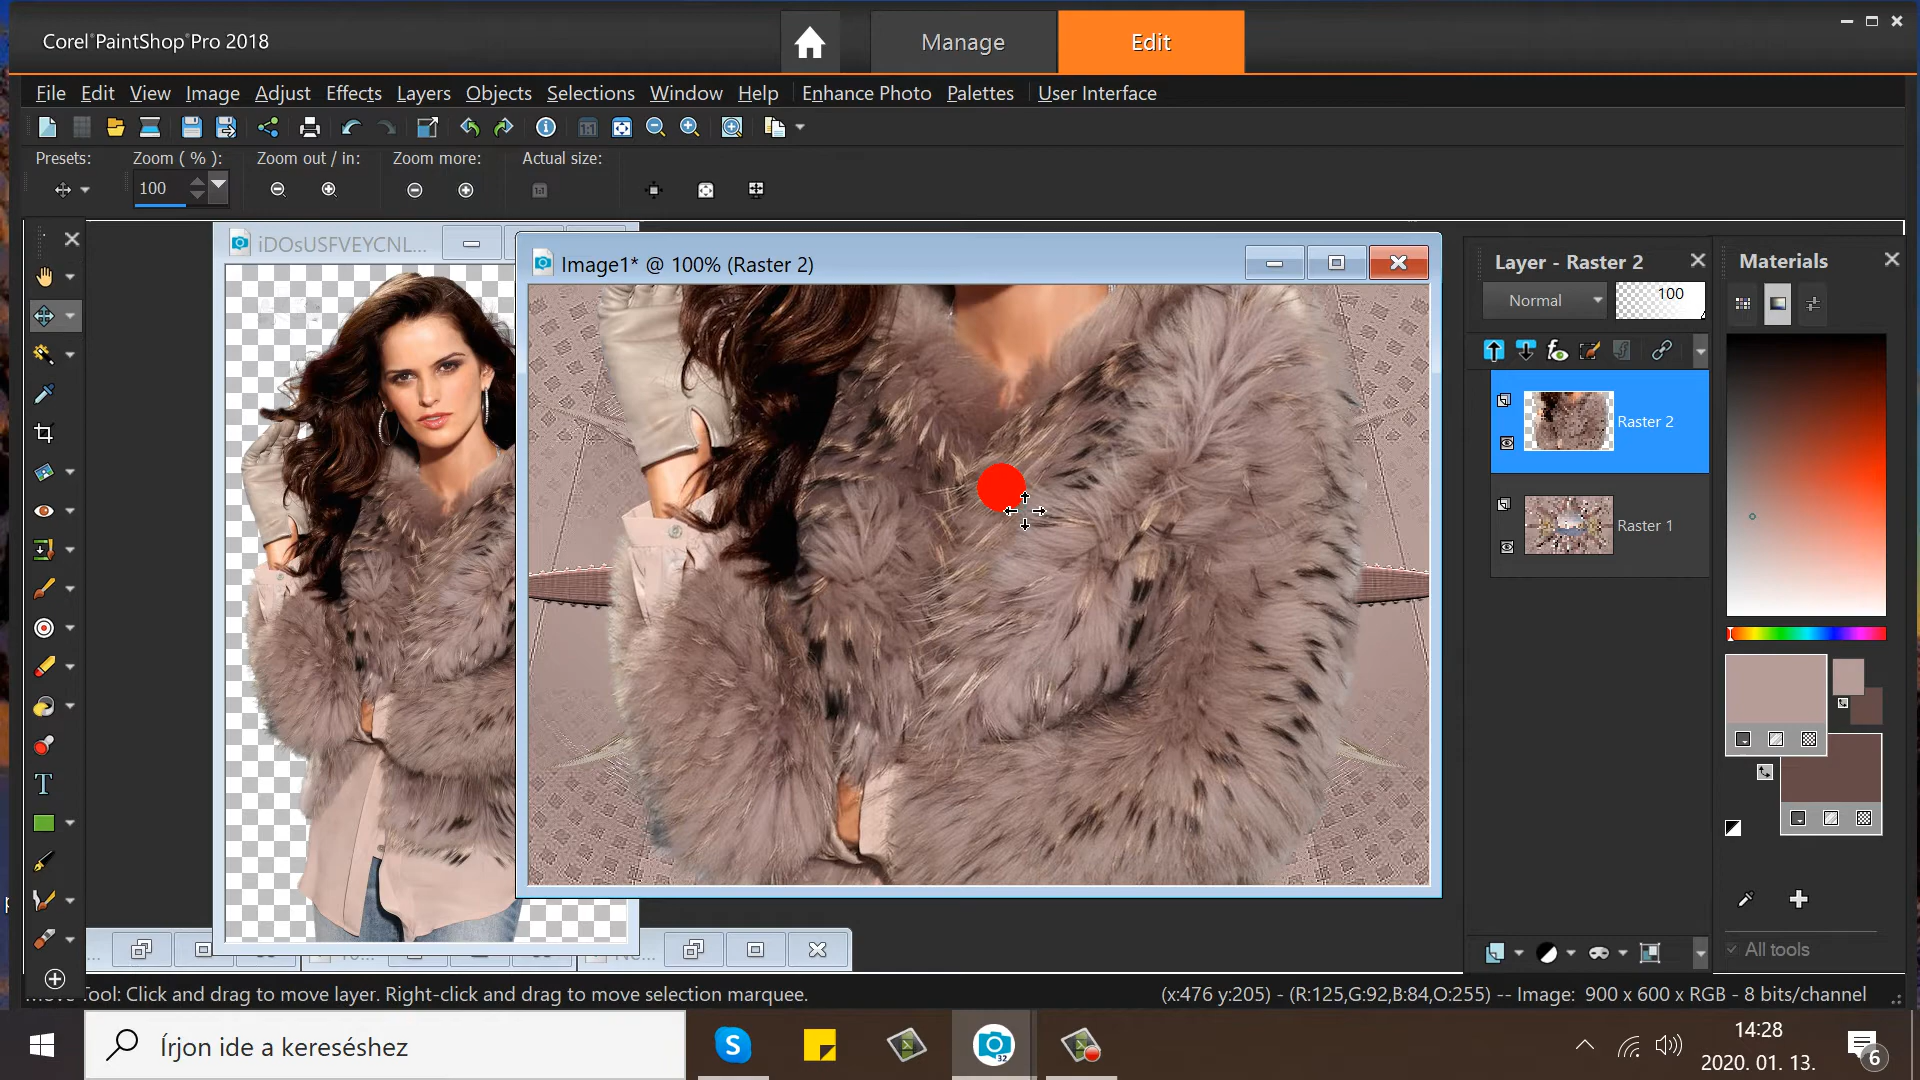 Corel PaintShop Pro 2018
Manage
Edit
File Edit View Image Adjust Effects Layers Objects Selections Window Help Enhance Photo Palettes User Interface
Presets: Zoom ( % ): Zoom out / in: Zoom more: Actual size:
100
iDOsUSFVEYCNL...
Image1* @ 100% (Raster 2)
Layer - Raster 2
Normal 100
Raster 2
Raster 1
Materials
All tools
Tool: Click and drag to move layer. Right-click and drag to move selection marquee.
(x:476 y:205) - (R:125,G:92,B:84,O:255) -- Image: 900 x 600 x RGB - 8 bits/channel
Írjon ide a kereséshez
S
32
14:28
2020. 01. 13.
6